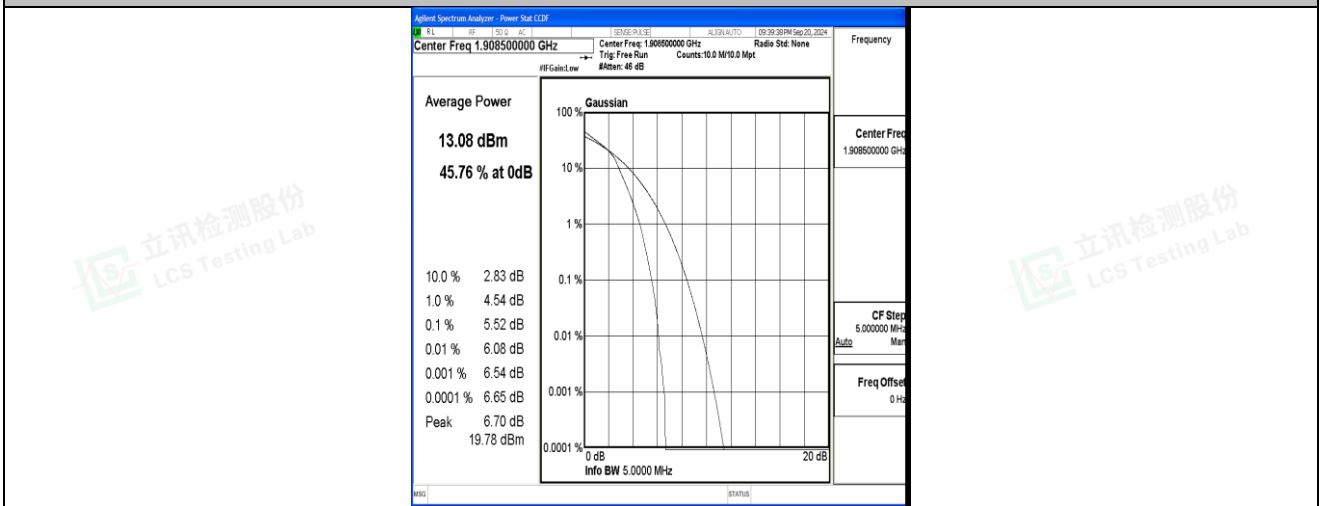 Agilent Spectrum Analyzer - Power Stat CCDF
RL RF 50 Ω AC SENSE:PULSE ALIGN AUTO 09:39:38 PM Sep 20, 2024
Center Freq 1.908500000 GHz
Center Freq: 1.908500000 GHz Radio Std: None
Trig: Free Run Counts:10.0 M/10.0 Mpt
#IFGain:Low #Atten: 46 dB
Frequency
Average Power
13.08 dBm
45.76 % at 0dB
10.0 % 2.83 dB
1.0 % 4.54 dB
0.1 % 5.52 dB
0.01 % 6.08 dB
0.001 % 6.54 dB
0.0001 % 6.65 dB
Peak 6.70 dB
19.78 dBm
Gaussian
100 %
10 %
1 %
0.1 %
0.01 %
0.001 %
0.0001 %
0 dB 20 dB
Info BW 5.0000 MHz
Center Freq
1.908500000 GHz
CF Step
5.000000 MHz
Auto Man
Freq Offset
0 Hz
MSG STATUS
立讯检测股份
LCS Testing Lab
立讯检测股份
LCS Testing Lab